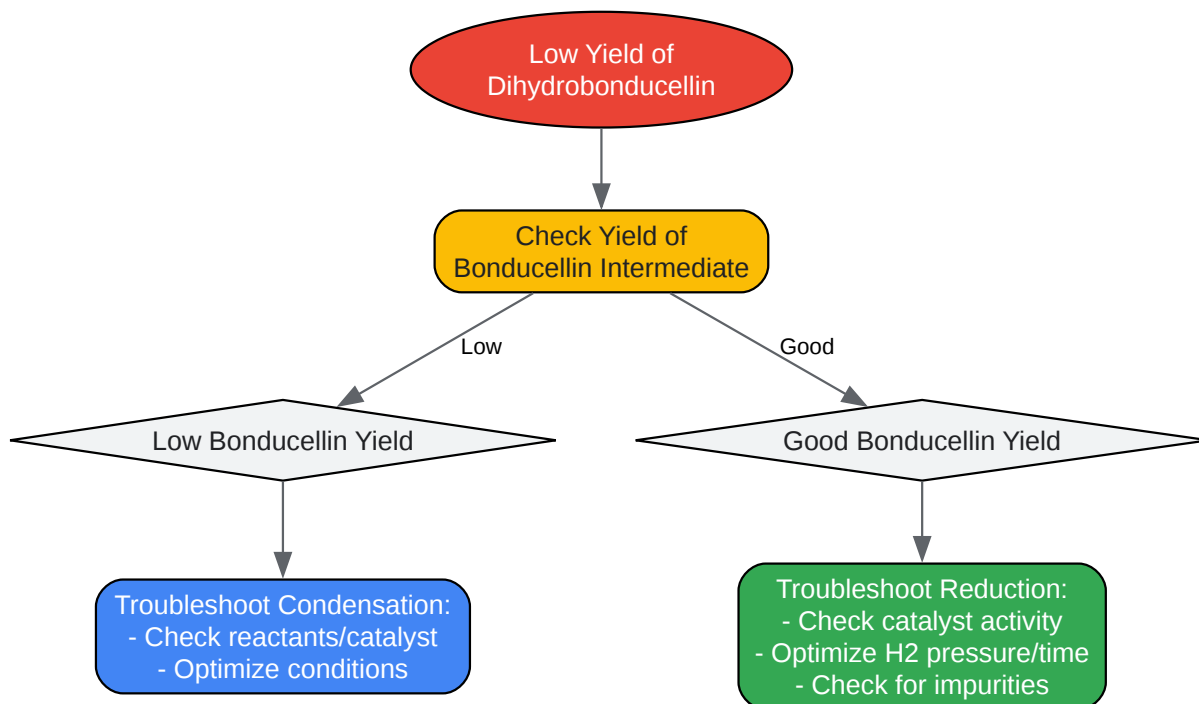 Low Yield of
Dihydrobonducellin
Check Yield of
Bonducellin Intermediate
Low
Good
Low Bonducellin Yield
Good Bonducellin Yield
Troubleshoot Condensation:
- Check reactants/catalyst
- Optimize conditions
Troubleshoot Reduction:
- Check catalyst activity
- Optimize H2 pressure/time
- Check for impurities